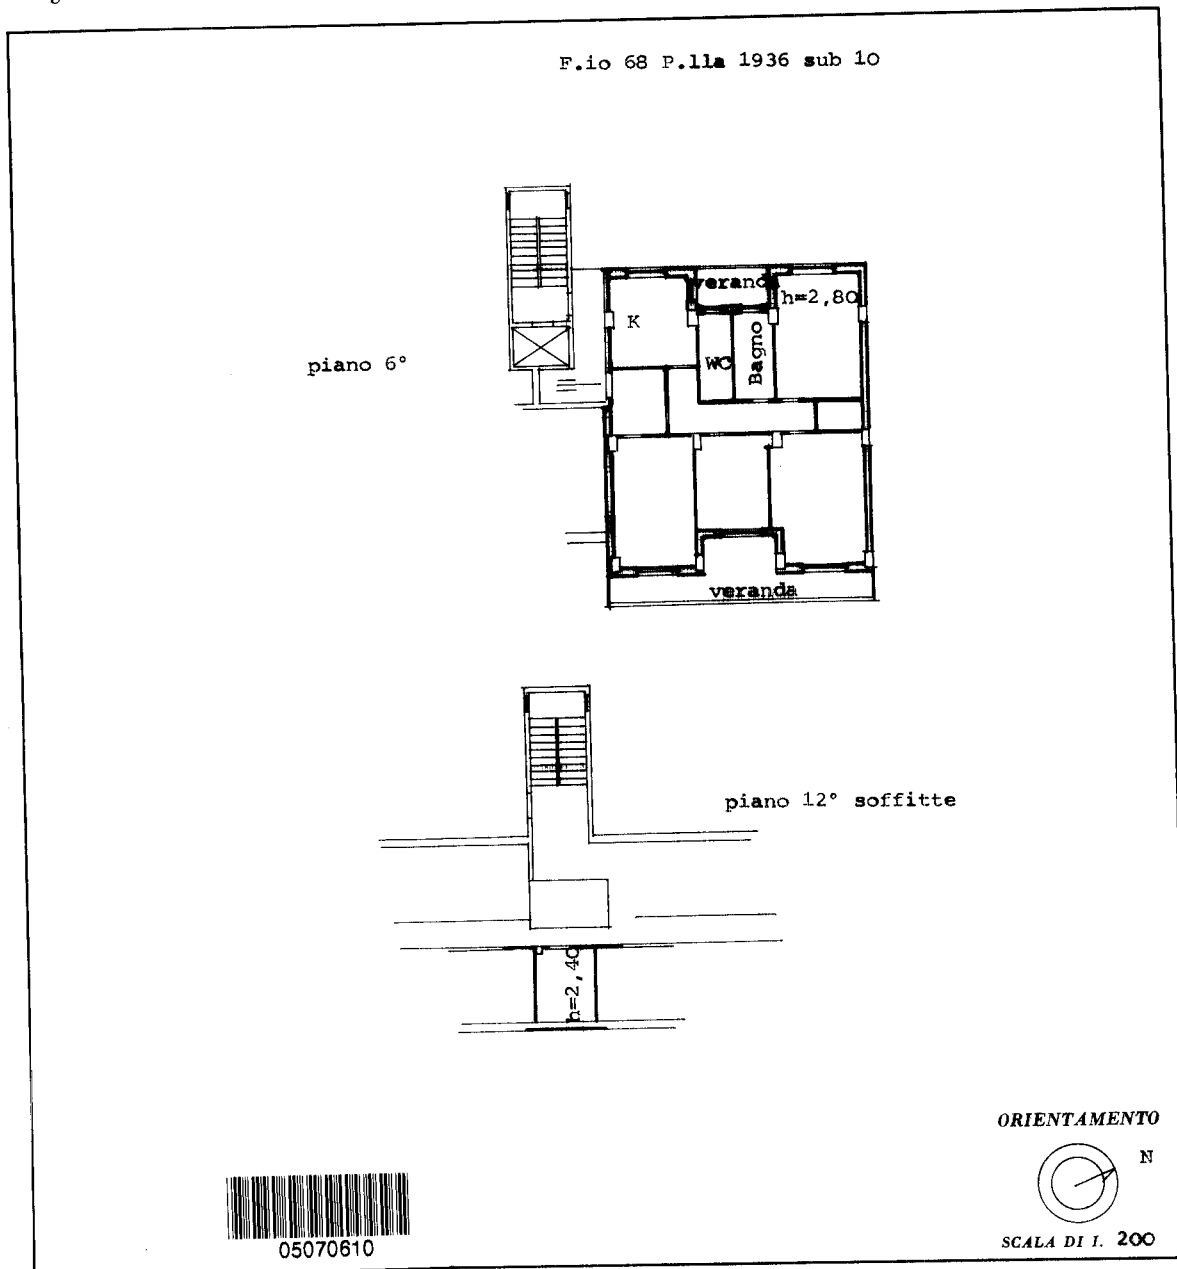 F.io 68 P.lla 1936 sub 10
veranda
h=2,80
K
piano 6°
WC
Bagno
veranda
piano 12° soffitte
h=2,40
ORIENTAMENTO
N
SCALA DI 1. 200
05070610